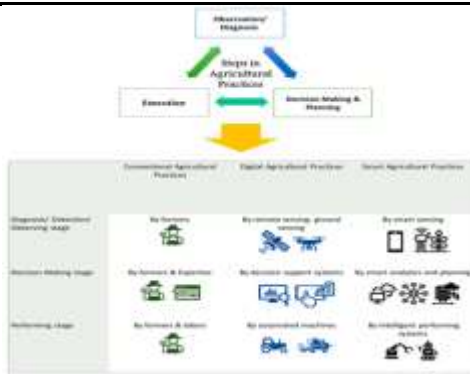 Observation/
Diagnosis
Steps in
Agricultural
Practices
Execution
Decision Making &
Planning
Conventional Agricultural
Practices
Digital Agricultural Practices
Smart Agricultural Practices
Diagnosis/ Detection/
Observing stage
By farmers
By remote sensing, ground
sensing
By smart sensing
Decision Making stage
By farmers & Expertise
By decision support systems
By smart analytics and planning
Performing stage
By farmers & labors
By automated machines
By intelligent performing
systems